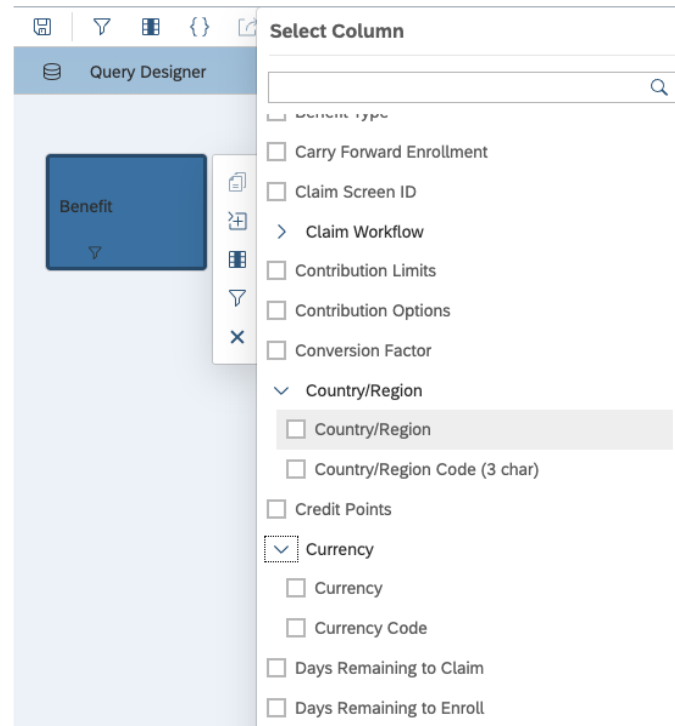 Select Column
Query Designer
Benefit Type
Carry Forward Enrollment
Claim Screen ID
Benefit
Claim Workflow
Contribution Limits
Contribution Options
Conversion Factor
Country/Region
Country/Region
Country/Region Code (3 char)
Credit Points
Currency
Currency
Currency Code
Days Remaining to Claim
Days Remaining to Enroll